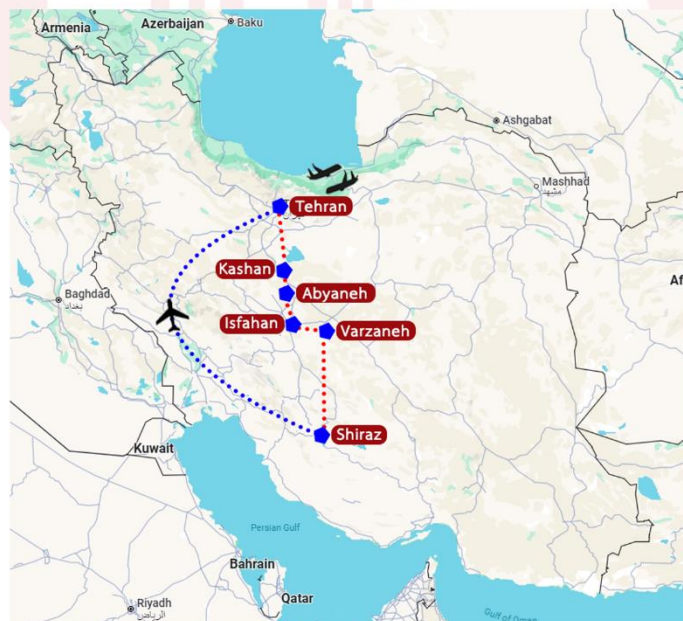 Armenia
Azerbaijan
Baku
Ashgabat
Mashhad
مشهد
Tehran
Kashan
Abyaneh
Baghdad
بغداد
Isfahan
Varzaneh
Af
Shiraz
Kuwait
Persian Gulf
Bahrain
Qatar
Riyadh
الرياض
Gulf of Oman